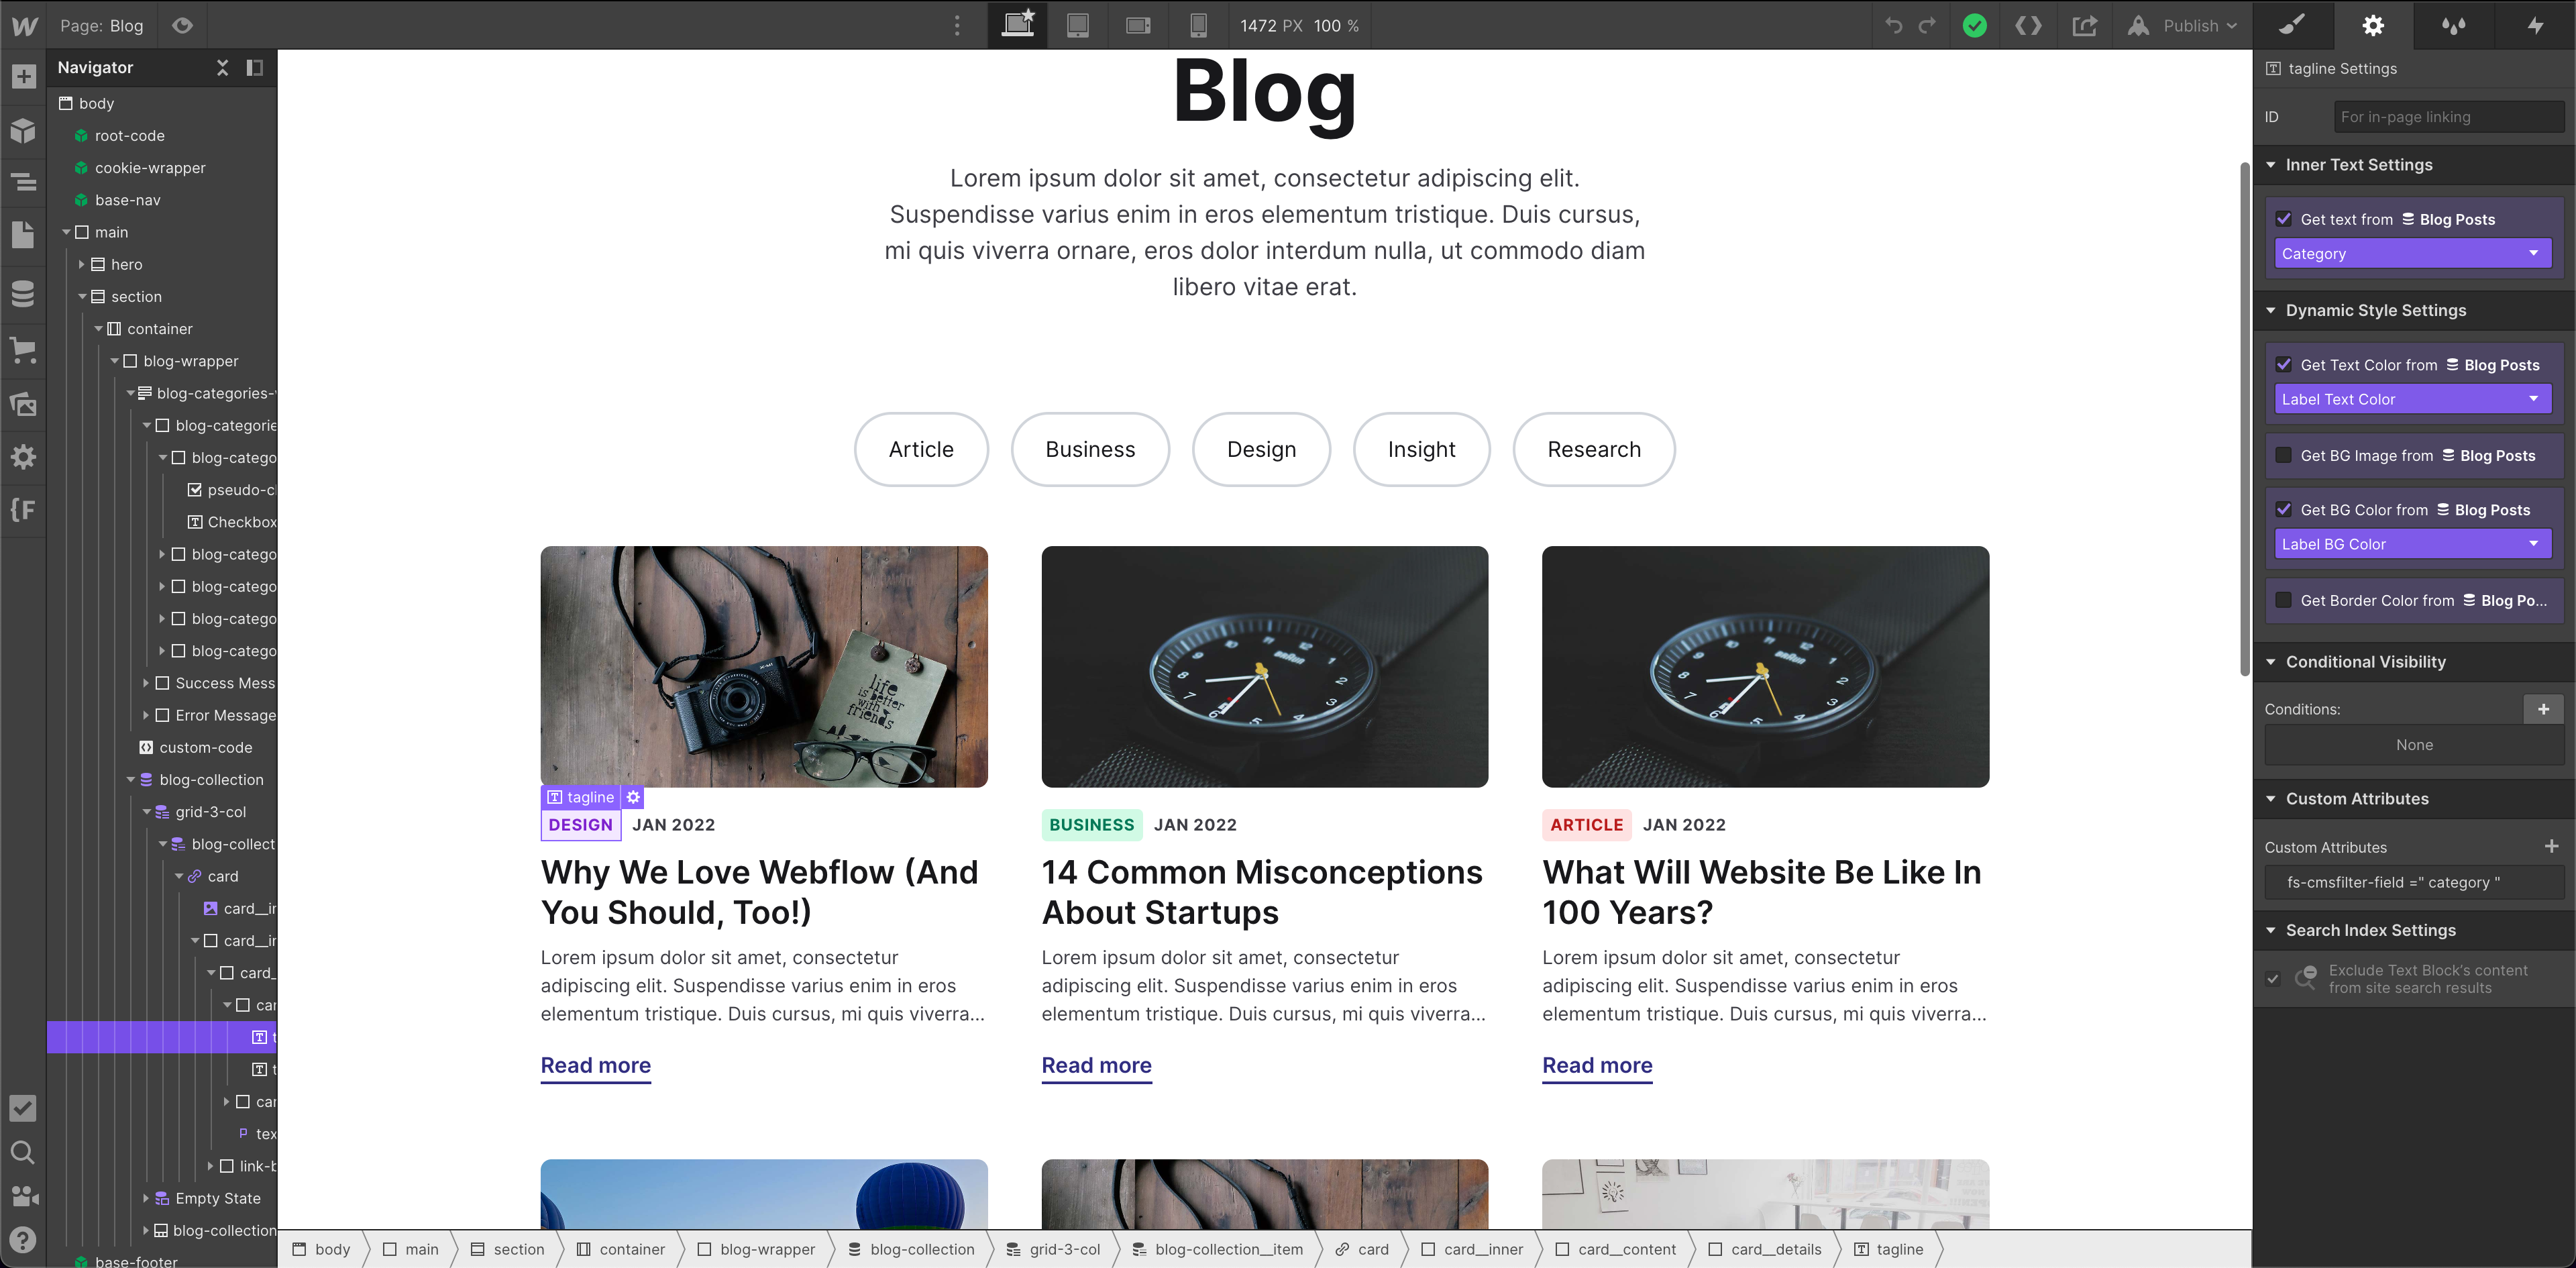 Page: Blog
1472 PX 100 %
Publish
Navigator
body
root-code
cookie-wrapper
base-nav
main
hero
section
container
blog-wrapper
blog-categories-
blog-categorie
blog-catego
pseudo-c
Checkbox
blog-catego
blog-catego
blog-catego
blog-catego
Success Mess
Error Message
custom-code
blog-collection
grid-3-col
blog-collect
card
card__ir
card__ir
card_
car
t
t
car
tex
link-b
Empty State
blog-collection
base-footer
Blog
Lorem ipsum dolor sit amet, consectetur adipiscing elit.
Suspendisse varius enim in eros elementum tristique. Duis cursus,
mi quis viverra ornare, eros dolor interdum nulla, ut commodo diam
libero vitae erat.
Article
Business
Design
Insight
Research
life
is better
with
friends
tagline
DESIGN JAN 2022
Why We Love Webflow (And
You Should, Too!)
Lorem ipsum dolor sit amet, consectetur
adipiscing elit. Suspendisse varius enim in eros
elementum tristique. Duis cursus, mi quis viverra...
Read more
BUSINESS JAN 2022
14 Common Misconceptions
About Startups
Lorem ipsum dolor sit amet, consectetur
adipiscing elit. Suspendisse varius enim in eros
elementum tristique. Duis cursus, mi quis viverra...
Read more
ARTICLE JAN 2022
What Will Website Be Like In
100 Years?
Lorem ipsum dolor sit amet, consectetur
adipiscing elit. Suspendisse varius enim in eros
elementum tristique. Duis cursus, mi quis viverra...
Read more
body
main
section
container
blog-wrapper
blog-collection
grid-3-col
blog-collection__item
card
card__inner
card__content
card__details
tagline
tagline Settings
ID For in-page linking
Inner Text Settings
Get text from Blog Posts
Category
Dynamic Style Settings
Get Text Color from Blog Posts
Label Text Color
Get BG Image from Blog Posts
Get BG Color from Blog Posts
Label BG Color
Get Border Color from Blog Po...
Conditional Visibility
Conditions:
None
Custom Attributes
Custom Attributes
fs-cmsfilter-field =" category "
Search Index Settings
Exclude Text Block's content
from site search results